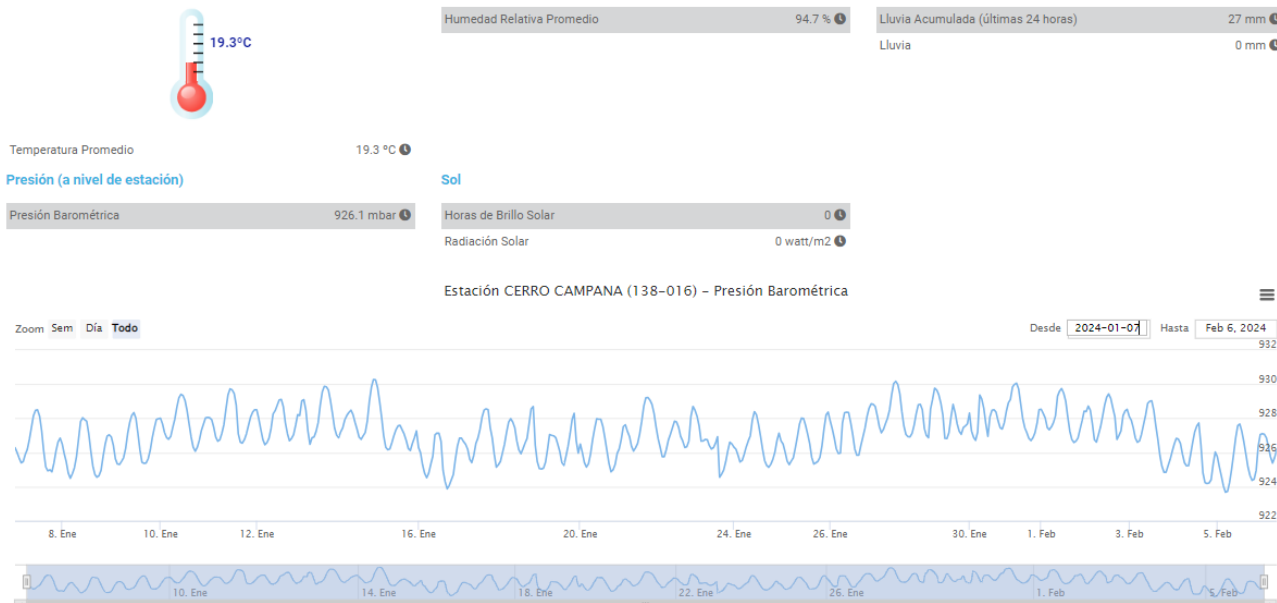 19.3ºC
Temperatura Promedio 19.3 ºC
Humedad Relativa Promedio 94.7 %
Lluvia Acumulada (últimas 24 horas) 27 mm
Lluvia 0 mm
Presión (a nivel de estación)
Presión Barométrica 926.1 mbar
Sol
Horas de Brillo Solar 0
Radiación Solar 0 watt/m2
Estación CERRO CAMPANA (138-016) – Presión Barométrica
Zoom Sem Día Todo
Desde 2024-01-07 Hasta Feb 6, 2024
932
930
928
926
924
922
8. Ene 10. Ene 12. Ene 16. Ene 20. Ene 24. Ene 26. Ene 30. Ene 1. Feb 3. Feb 5. Feb
10. Ene 14. Ene 18. Ene 22. Ene 26. Ene 1. Feb 5. Feb